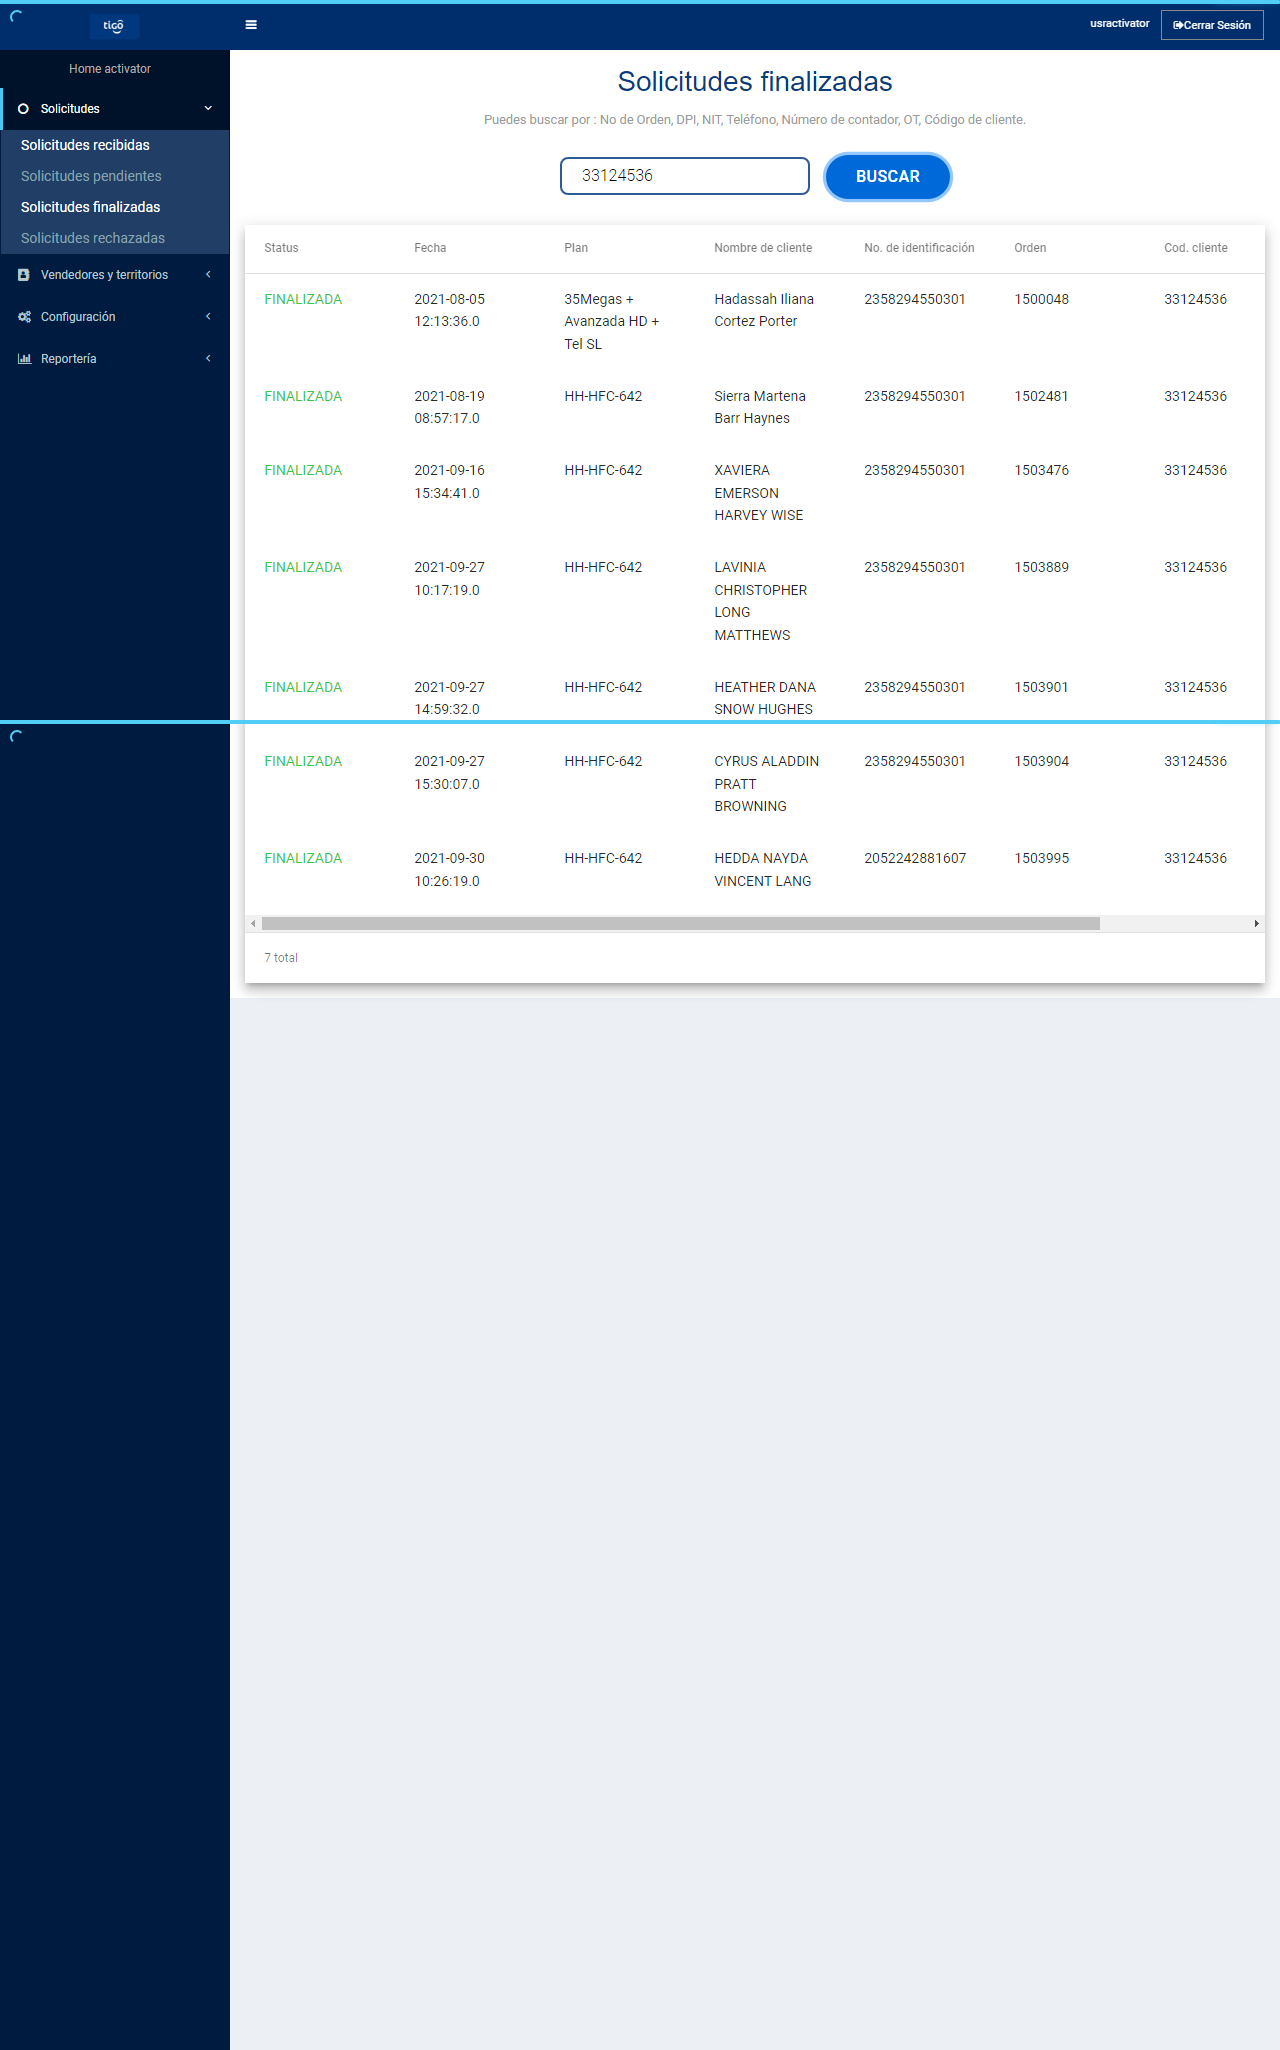 tigo
usractivator
Cerrar Sesión
Home activator
Solicitudes
Solicitudes recibidas
Solicitudes pendientes
Solicitudes finalizadas
Solicitudes rechazadas
Vendedores y territorios
Configuración
Reportería
Solicitudes finalizadas
Puedes buscar por : No de Orden, DPI, NIT, Teléfono, Número de contador, OT, Código de cliente.
33124536 BUSCAR
Status Fecha Plan Nombre de cliente No. de identificación Orden Cod. cliente
FINALIZADA 2021-08-05 35Megas + Hadassah Iliana 2358294550301 1500048 33124536
12:13:36.0 Avanzada HD + Cortez Porter
Tel SL
FINALIZADA 2021-08-19 HH-HFC-642 Sierra Martena 2358294550301 1502481 33124536
08:57:17.0 Barr Haynes
FINALIZADA 2021-09-16 HH-HFC-642 XAVIERA 2358294550301 1503476 33124536
15:34:41.0 EMERSON
HARVEY WISE
FINALIZADA 2021-09-27 HH-HFC-642 LAVINIA 2358294550301 1503889 33124536
10:17:19.0 CHRISTOPHER
LONG
MATTHEWS
FINALIZADA 2021-09-27 HH-HFC-642 HEATHER DANA 2358294550301 1503901 33124536
14:59:32.0 SNOW HUGHES
FINALIZADA 2021-09-27 HH-HFC-642 CYRUS ALADDIN 2358294550301 1503904 33124536
15:30:07.0 PRATT
BROWNING
FINALIZADA 2021-09-30 HH-HFC-642 HEDDA NAYDA 2052242881607 1503995 33124536
10:26:19.0 VINCENT LANG
7 total